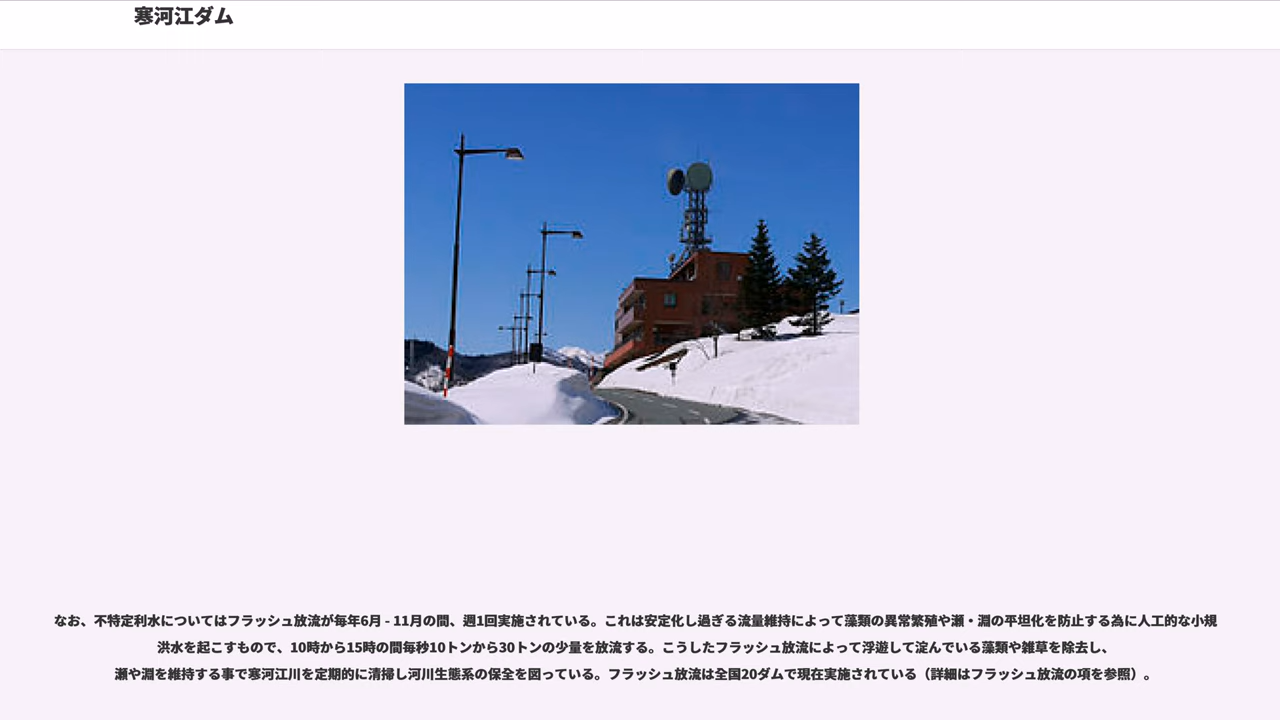 寒河江ダム
なお、不特定利水についてはフラッシュ放流が毎年6月 - 11月の間、週1回実施されている。これは安定化し過ぎる流量維持によって藻類の異常繁殖や瀬・淵の平坦化を防止する為に人工的な小規
洪水を起こすもので、10時から15時の間毎秒10トンから30トンの少量を放流する。こうしたフラッシュ放流によって浮遊して淀んでいる藻類や雑草を除去し、
瀬や淵を維持する事で寒河江川を定期的に清掃し河川生態系の保全を図っている。フラッシュ放流は全国20ダムで現在実施されている（詳細はフラッシュ放流の項を参照）。